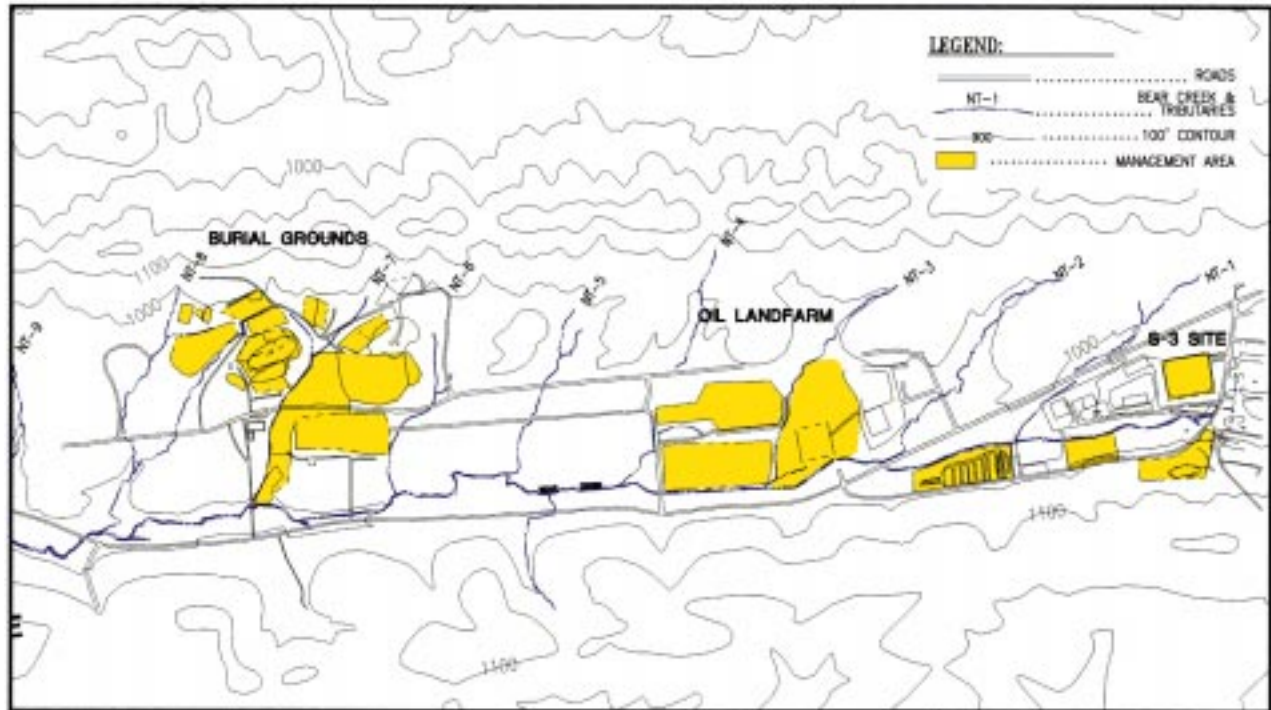 LEGEND:
ROADS
NT-1
BEAR CREEK &
TRIBUTARIES
900
100' CONTOUR
MANAGEMENT AREA
1000
BURIAL GROUNDS
1100
NT-8
NT-7
NT-6
NT-5
NT-4
NT-3
NT-2
NT-1
1000
NT-9
OIL LANDFARM
1000
S-3 SITE
1100
1100